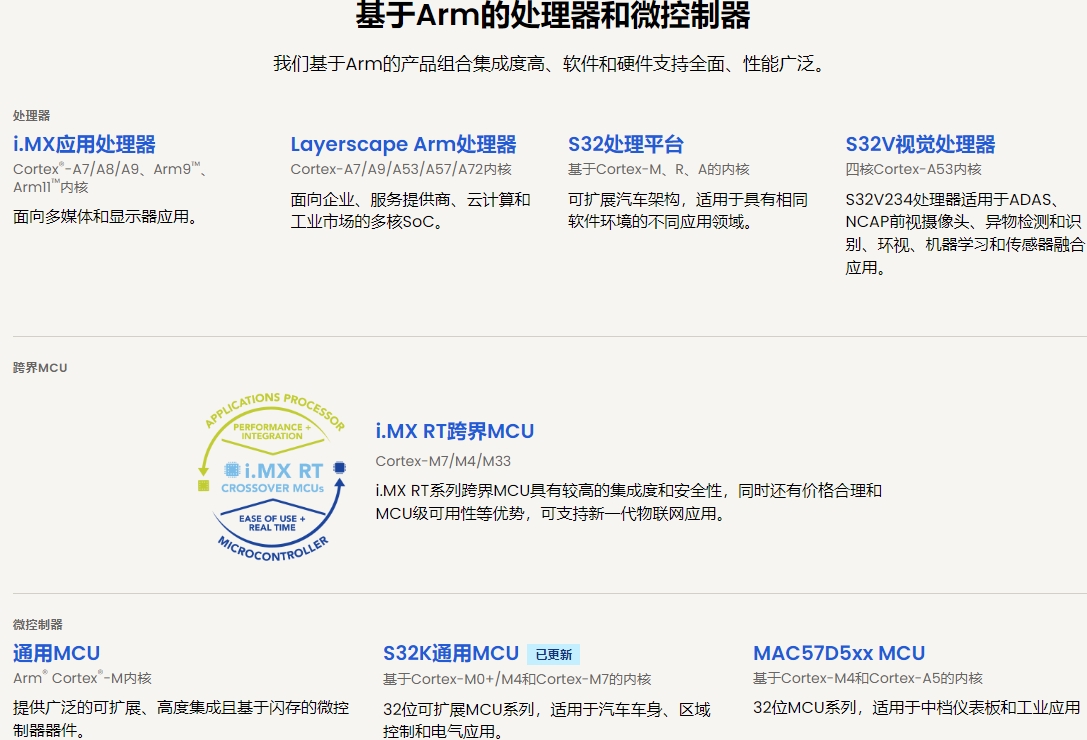 基于Arm的处理器和微控制器
我们基于Arm的产品组合集成度高、软件和硬件支持全面、性能广泛。
处理器
i.MX应用处理器
Cortex®-A7/A8/A9、Arm9™、
Arm11™内核
面向多媒体和显示器应用。
Layerscape Arm处理器
Cortex-A7/A9/A53/A57/A72内核
面向企业、服务提供商、云计算和
工业市场的多核SoC。
S32处理平台
基于Cortex-M、R、A的内核
可扩展汽车架构，适用于具有相同
软件环境的不同应用领域。
S32V视觉处理器
四核Cortex-A53内核
S32V234处理器适用于ADAS、
NCAP前视摄像头、异物检测和识
别、环视、机器学习和传感器融合
应用。
跨界MCU
APPLICATIONS PROCESSOR
PERFORMANCE +
INTEGRATION
i.MX RT
CROSSOVER MCUs
EASE OF USE +
REAL TIME
MICROCONTROLLER
i.MX RT跨界MCU
Cortex-M7/M4/M33
i.MX RT系列跨界MCU具有较高的集成度和安全性，同时还有价格合理和
MCU级可用性等优势，可支持新一代物联网应用。
微控制器
通用MCU
Arm® Cortex®-M内核
提供广泛的可扩展、高度集成且基于闪存的微控
制器器件。
S32K通用MCU 已更新
基于Cortex-M0+/M4和Cortex-M7的内核
32位可扩展MCU系列，适用于汽车车身、区域
控制和电气应用。
MAC57D5xx MCU
基于Cortex-M4和Cortex-A5的内核
32位MCU系列，适用于中档仪表板和工业应用